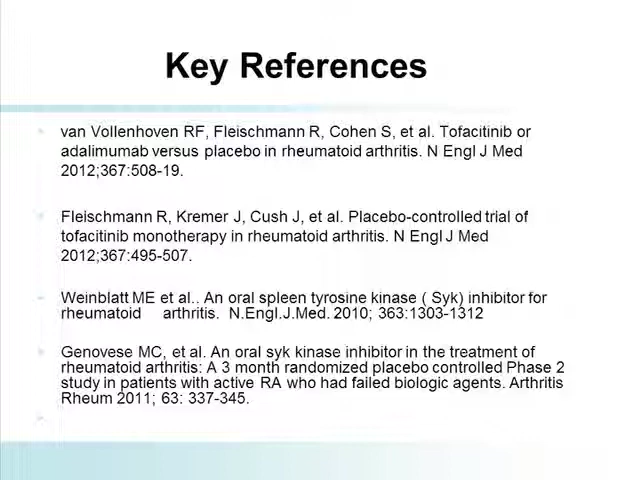 Key References
van Vollenhoven RF, Fleischmann R, Cohen S, et al. Tofacitinib or
adalimumab versus placebo in rheumatoid arthritis. N Engl J Med
2012;367:508-19.
Fleischmann R, Kremer J, Cush J, et al. Placebo-controlled trial of
tofacitinib monotherapy in rheumatoid arthritis. N Engl J Med
2012;367:495-507.
Weinblatt ME et al.. An oral spleen tyrosine kinase ( Syk) inhibitor for
rheumatoid arthritis. N.Engl.J.Med. 2010; 363:1303-1312
Genovese MC, et al. An oral syk kinase inhibitor in the treatment of
rheumatoid arthritis: A 3 month randomized placebo controlled Phase 2
study in patients with active RA who had failed biologic agents. Arthritis
Rheum 2011; 63: 337-345.